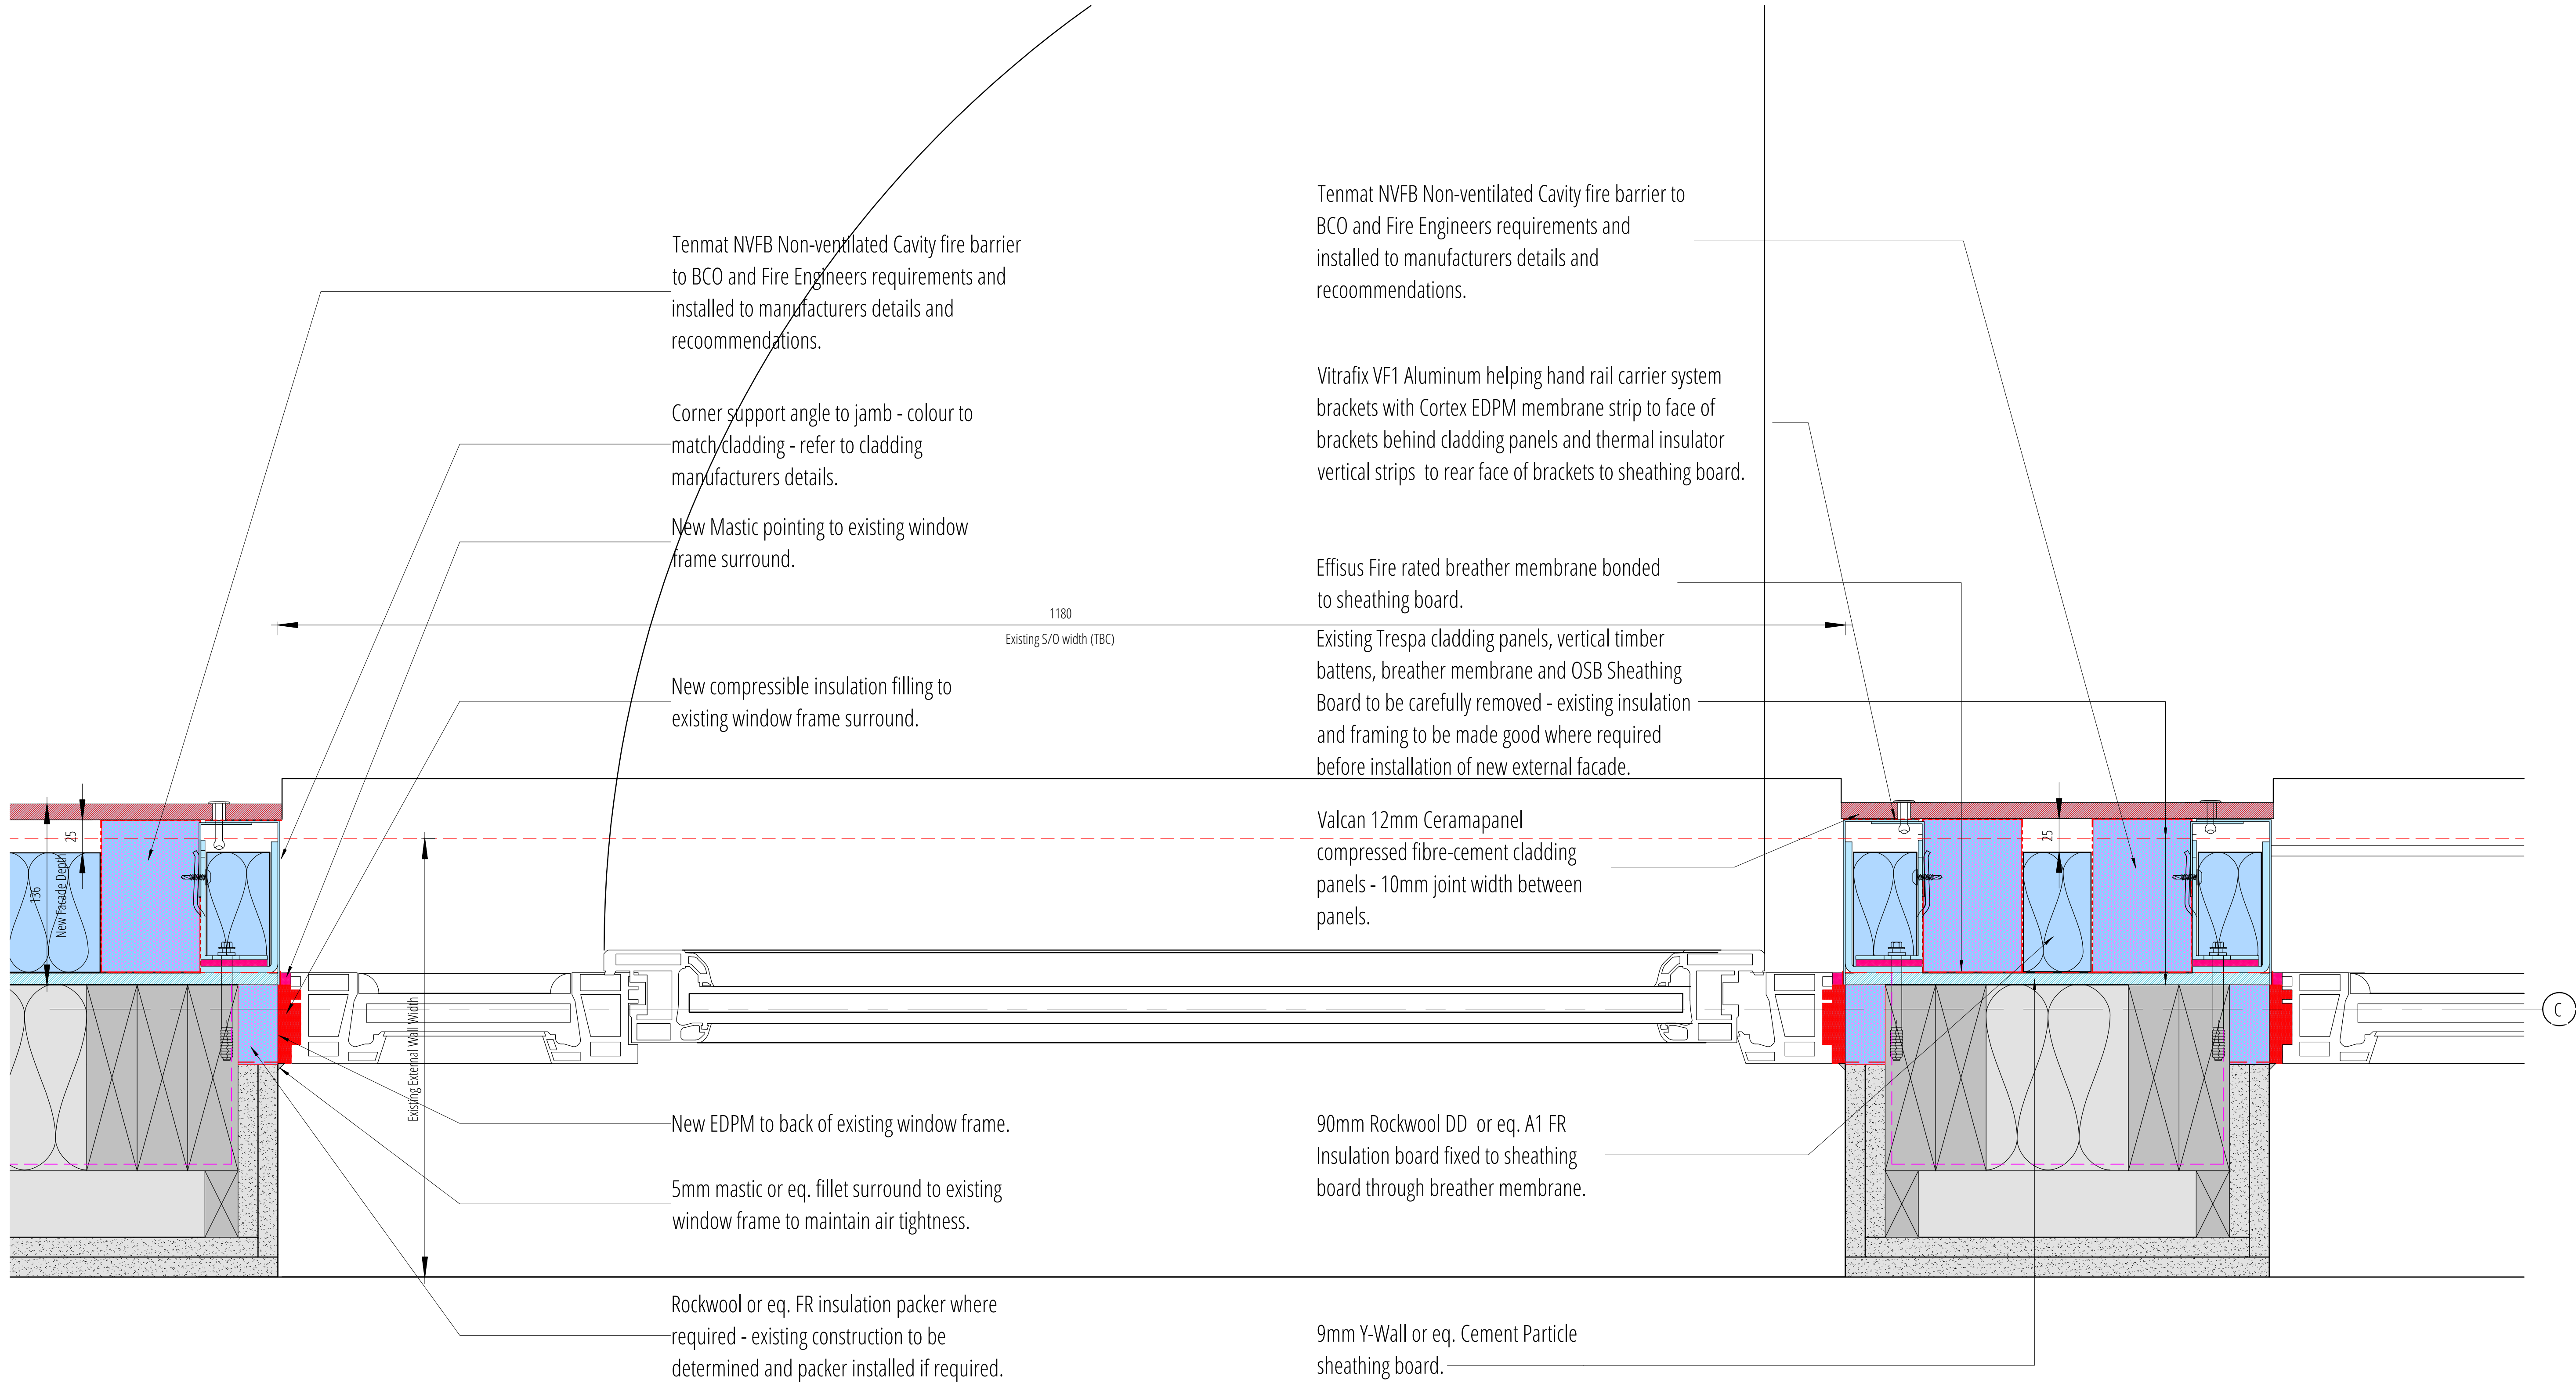 Tenmat NVFB Non-ventilated Cavity fire barrier
to BCO and Fire Engineers requirements and
installed to manufacturers details and
recoommendations.
Corner support angle to jamb - colour to
match cladding - refer to cladding
manufacturers details.
New Mastic pointing to existing window
frame surround.
New compressible insulation filling to
existing window frame surround.
Tenmat NVFB Non-ventilated Cavity fire barrier to
BCO and Fire Engineers requirements and
installed to manufacturers details and
recoommendations.
Vitrafix VF1 Aluminum helping hand rail carrier system
brackets with Cortex EDPM membrane strip to face of
brackets behind cladding panels and thermal insulator
vertical strips to rear face of brackets to sheathing board.
Effisus Fire rated breather membrane bonded
to sheathing board.
1180
Existing S/O width (TBC)
Existing Trespa cladding panels, vertical timber
battens, breather membrane and OSB Sheathing
Board to be carefully removed - existing insulation
and framing to be made good where required
before installation of new external facade.
Valcan 12mm Ceramapanel
compressed fibre-cement cladding
panels - 10mm joint width between
panels.
25
136
New Facade Depth
25
Existing External Wall Width
C
New EDPM to back of existing window frame.
5mm mastic or eq. fillet surround to existing
window frame to maintain air tightness.
Rockwool or eq. FR insulation packer where
required - existing construction to be
determined and packer installed if required.
90mm Rockwool DD or eq. A1 FR
Insulation board fixed to sheathing
board through breather membrane.
9mm Y-Wall or eq. Cement Particle
sheathing board.